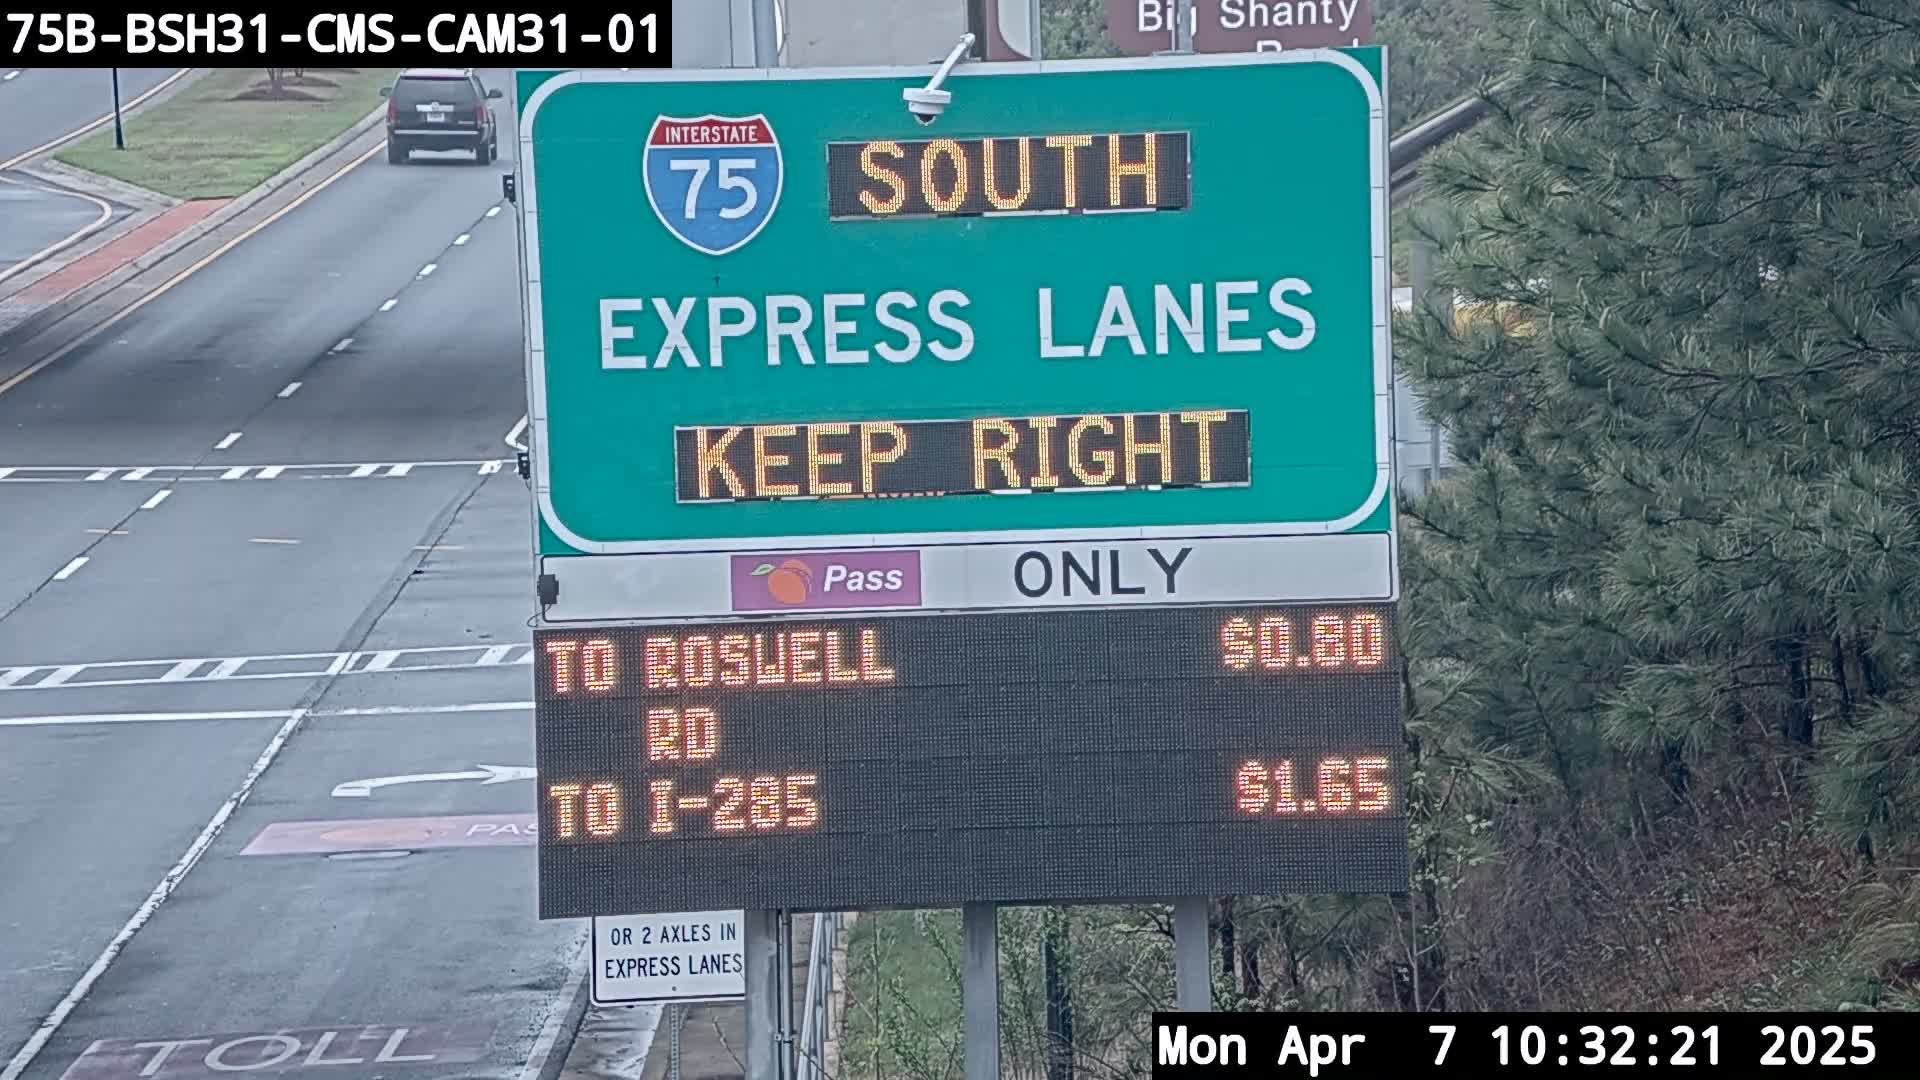 75B-BSH31-CMS-CAM31-01
Big Shanty
Road
INTERSTATE
75
SOUTH
EXPRESS LANES
KEEP RIGHT
Pass ONLY
TO ROSWELL $0.80
RD
TO I-285 $1.65
OR 2 AXLES IN
EXPRESS LANES
TOLL
Mon Apr 7 10:32:21 2025